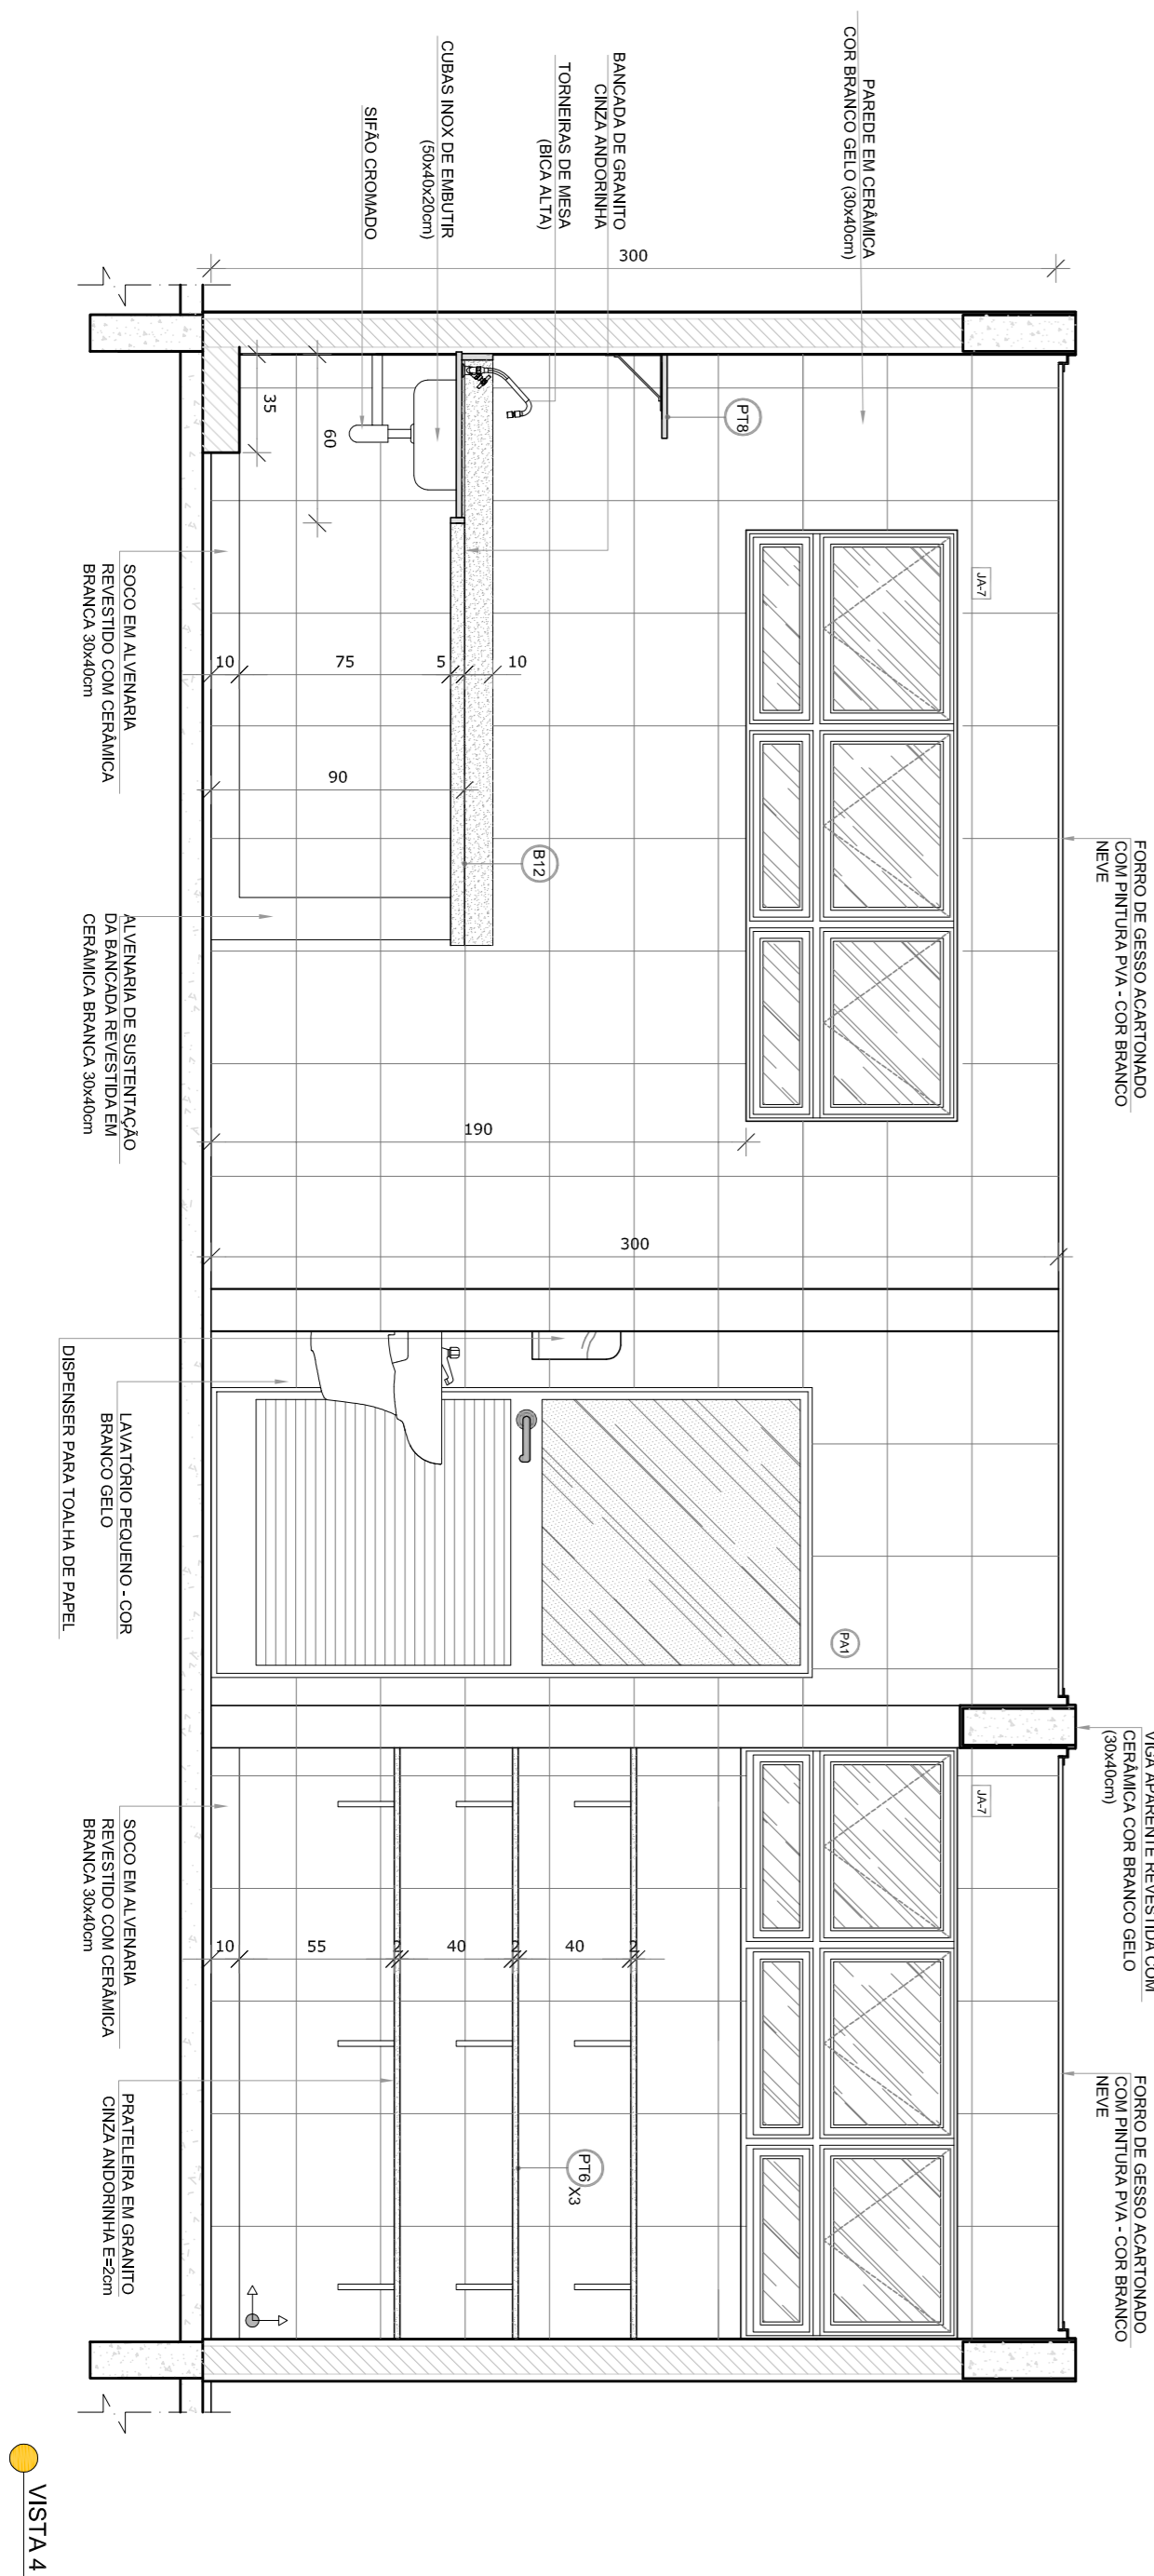 PAREDE EM CERÂMICA
COR BRANCO GELO (30x40cm)
BANCADA DE GRANITO
CINZA ANDORINHA
TORNEIRAS DE MESA
(BICA ALTA)
CUBAS INOX DE EMBUTIR
(50x40x20cm)
SIFÃO CROMADO
300
35
60
PT8
JA-7
10
75
5
10
90
B12
190
300
FORRO DE GESSO ACARTONADO
COM PINTURA PVA - COR BRANCO
NEVE
SOCO EM ALVENARIA
REVESTIDO COM CERÂMICA
BRANCA 30x40cm
ALVENARIA DE SUSTENTAÇÃO
DA BANCADA REVESTIDA EM
CERÂMICA BRANCA 30x40cm
LAVATÓRIO PEQUENO - COR
BRANCO GELO
DISPENSER PARA TOALHA DE PAPEL
PA1
VIGA APARENTE REVESTIDA COM
CERÂMICA COR BRANCO GELO
(30x40cm)
JA-7
10
55
2
40
2
40
2
PT6
X3
FORRO DE GESSO ACARTONADO
COM PINTURA PVA - COR BRANCO
NEVE
SOCO EM ALVENARIA
REVESTIDO COM CERÂMICA
BRANCA 30x40cm
PRATELEIRA EM GRANITO
CINZA ANDORINHA E=2cm
VISTA 4